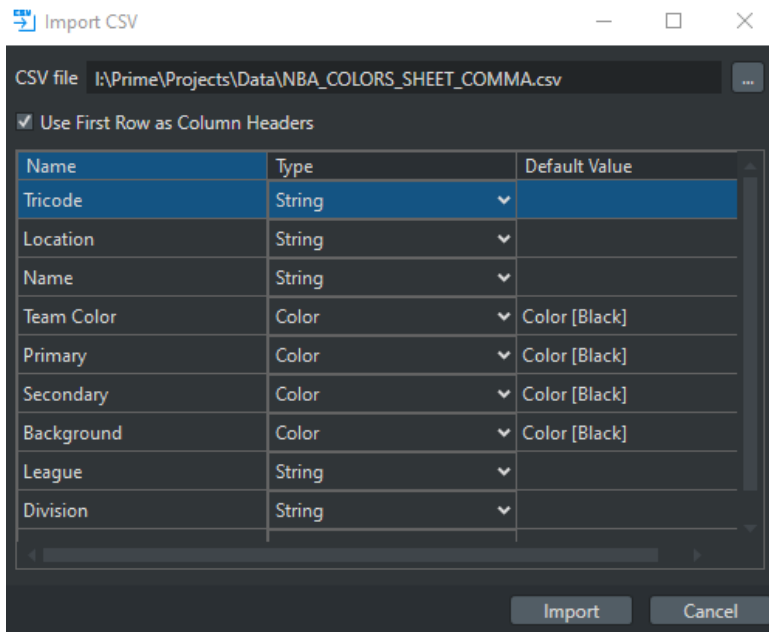 Import CSV
CSV file I:\Prime\Projects\Data\NBA_COLORS_SHEET_COMMA.csv ...
Use First Row as Column Headers
Name Type Default Value
Tricode String
Location String
Name String
Team Color Color Color [Black]
Primary Color Color [Black]
Secondary Color Color [Black]
Background Color Color [Black]
League String
Division String
Import Cancel